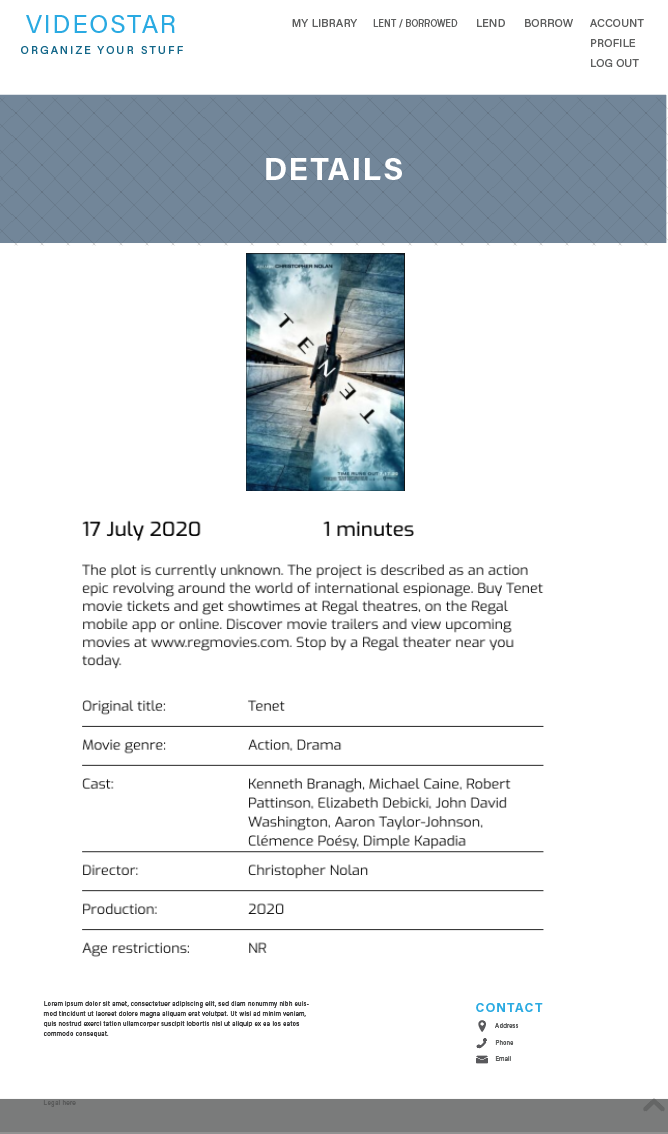 VIDEOSTAR
ORGANIZE YOUR STUFF
MY LIBRARY LENT / BORROWED LEND BORROW ACCOUNT
PROFILE
LOG OUT
DETAILS
CHRISTOPHER NOLAN
TENET
17 July 2020 1 minutes
The plot is currently unknown. The project is described as an action
epic revolving around the world of international espionage. Buy Tenet
movie tickets and get showtimes at Regal theatres, on the Regal
mobile app or online. Discover movie trailers and view upcoming
movies at www.regmovies.com. Stop by a Regal theater near you
today.
Original title: Tenet
Movie genre: Action, Drama
Cast: Kenneth Branagh, Michael Caine, Robert
Pattinson, Elizabeth Debicki, John David
Washington, Aaron Taylor-Johnson,
Clémence Poésy, Dimple Kapadia
Director: Christopher Nolan
Production: 2020
Age restrictions: NR
Lorem ipsum dolor sit amet, consectetuer adipiscing elit, sed diam nonummy nibh euis-
mod tincidunt ut laoreet dolore magna aliquam erat volutpat. Ut wisi ad minim veniam,
quis nostrud exerci tation ullamcorper suscipit lobortis nisl ut aliquip ex ea los eatos
commodo consequat.
CONTACT
Address
Phone
Email
Legal here